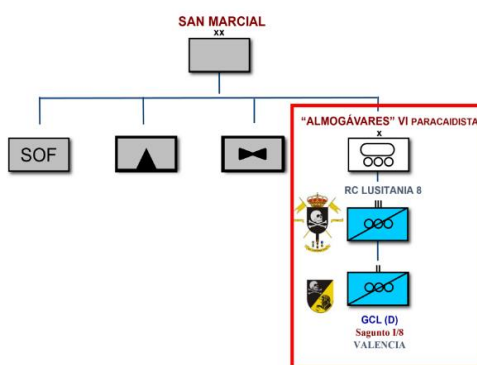 SAN MARCIAL
xx
"ALMOGÁVARES" VI PARACAIDISTA
x
SOF
RC LUSITANIA 8
III
II
GCL (D)
Sagunto I/8
VALENCIA